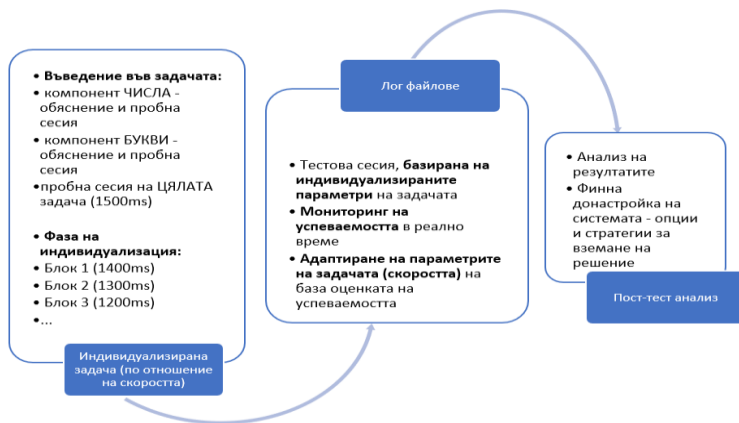 • Въведение във задачата:
• компонент ЧИСЛА -
обяснение и пробна
сесия
• компонент БУКВИ -
обяснение и пробна
сесия
•пробна сесия на ЦЯЛАТА
задача (1500ms)
• Фаза на
индивидуализация:
• Блок 1 (1400ms)
• Блок 2 (1300ms)
• Блок 3 (1200ms)
•...
Индивидуализирана
задача (по отношение
на скоростта)
Лог файлове
• Тестова сесия, базирана на
индивидуализираните
параметри на задачата
• Мониторинг на
успеваемостта в реално
време
• Адаптиране на параметрите
на задачата (скоростта) на
база оценката на
успеваемостта
• Анализ на
резултатите
• Финна
донастройка на
системата - опции
и стратегии за
вземане на
решение
Пост-тест анализ